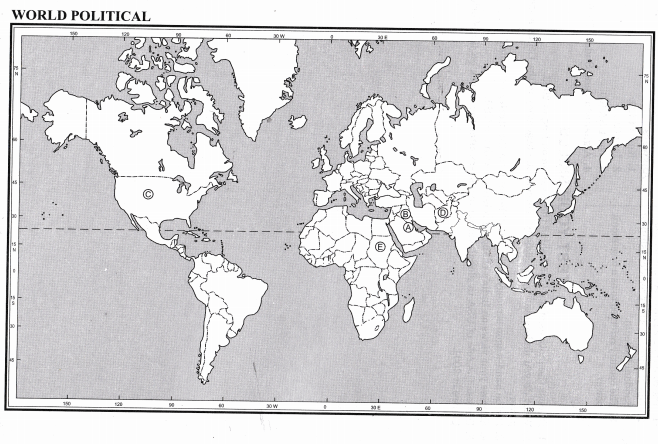 WORLD POLITICAL
150 120 90 60 30 W 0 30 E 60 90 120 150
75 N 75 N
60 60
45 45
C
B D
A
30 30
E
15 N 15 N
0 0
15 S 15 S
30 30
45 45
150 120 90 60 30 W 0 30 E 60 90 120 150